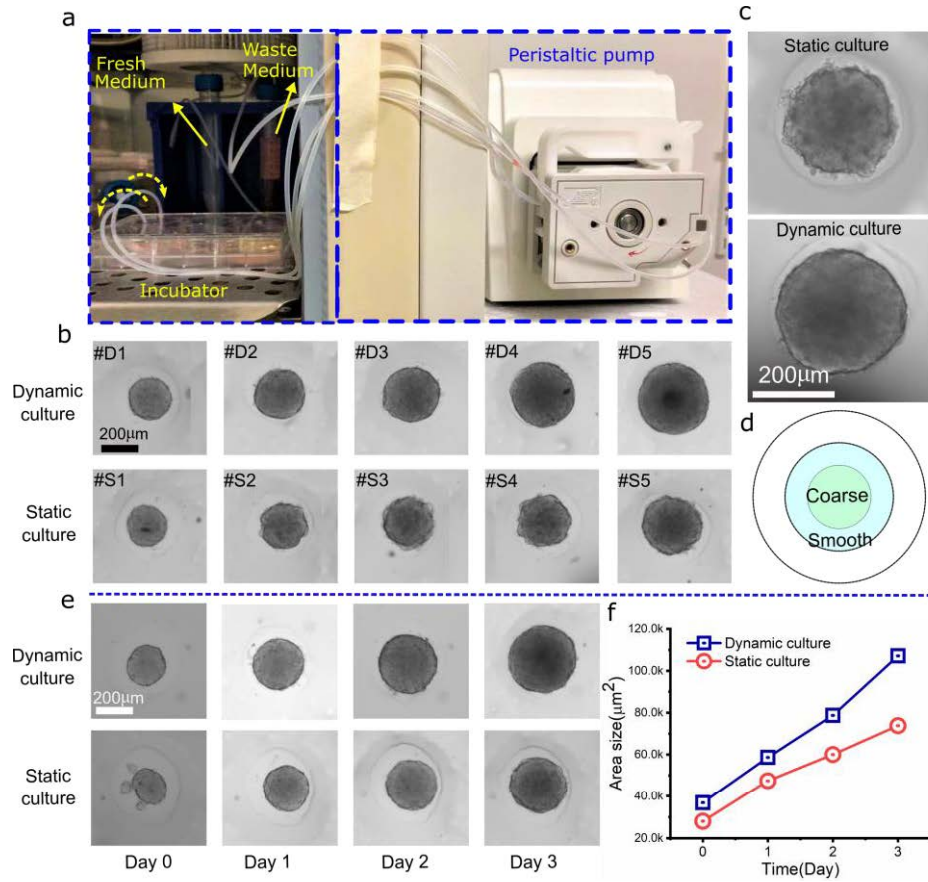 a
Fresh
Medium
Waste
Medium
Incubator
Peristaltic pump
b
Dynamic
culture
#D1
#D2
#D3
#D4
#D5
200μm
Static
culture
#S1
#S2
#S3
#S4
#S5
c
Static culture
Dynamic culture
200μm
d
Coarse
Smooth
e
Dynamic
culture
200μm
Static
culture
Day 0
Day 1
Day 2
Day 3
f
Dynamic culture
Static culture
Area size(μm²)
120.0k
100.0k
80.0k
60.0k
40.0k
20.0k
0
1
2
3
Time(Day)